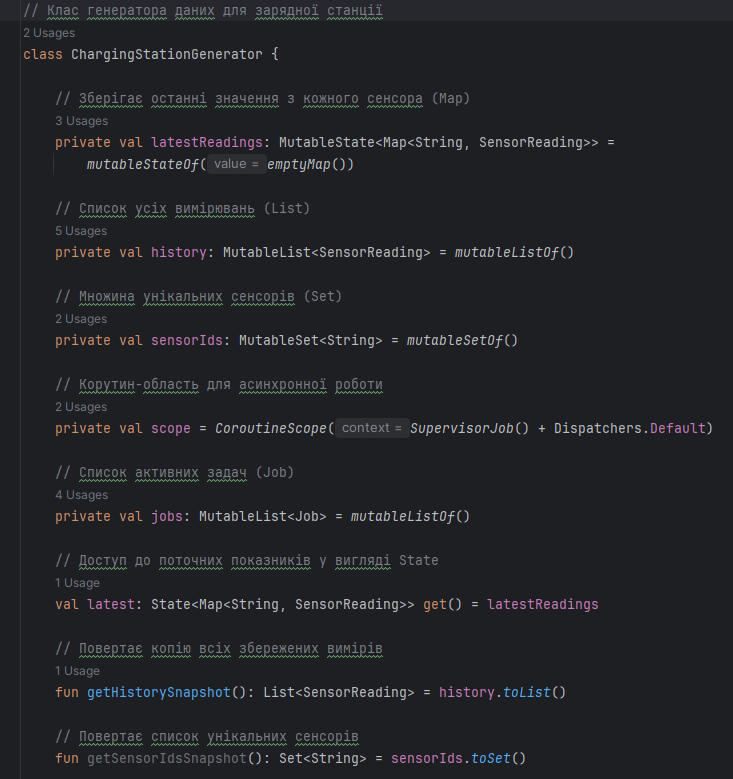 // Клас генератора даних для зарядної станції
2 Usages
class ChargingStationGenerator {
// Зберігає останні значення з кожного сенсора (Map)
3 Usages
private val latestReadings: MutableState<Map<String, SensorReading>> =
mutableStateOf( value = emptyMap())
// Список усіх вимірювань (List)
5 Usages
private val history: MutableList<SensorReading> = mutableListOf()
// Множина унікальних сенсорів (Set)
2 Usages
private val sensorIds: MutableSet<String> = mutableSetOf()
// Корутин-область для асинхронної роботи
2 Usages
private val scope = CoroutineScope( context = SupervisorJob() + Dispatchers.Default)
// Список активних задач (Job)
4 Usages
private val jobs: MutableList<Job> = mutableListOf()
// Доступ до поточних показників у вигляді State
1 Usage
val latest: State<Map<String, SensorReading>> get() = latestReadings
// Повертає копію всіх збережених вимірів
1 Usage
fun getHistorySnapshot(): List<SensorReading> = history.toList()
// Повертає список унікальних сенсорів
fun getSensorIdsSnapshot(): Set<String> = sensorIds.toSet()